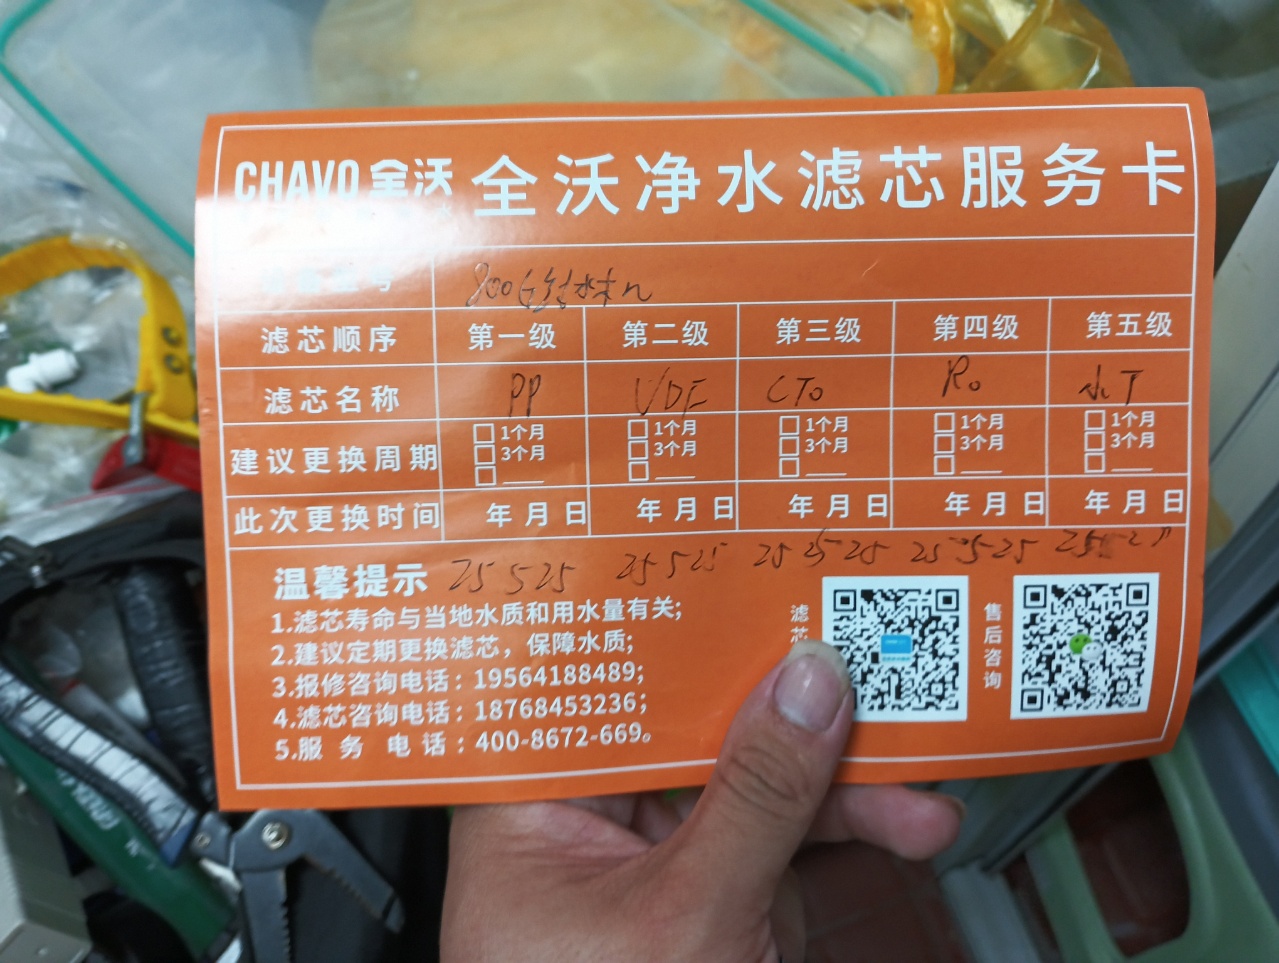 CHAVO 全沃 全沃净水滤芯服务卡
号 800G
滤芯顺序 第一级 第二级 第三级 第四级 第五级
滤芯名称 PP UDF CTO RO 小T
建议更换周期 1个月 1个月 1个月 1个月 1个月
3个月 3个月 3个月 3个月 3个月
此次更换时间 年 月 日 年 月 日 年 月 日 年 月 日 年 月 日
温馨提示 25 5 25 25 5 25 25 5 25 25 5 25
1.滤芯寿命与当地水质和用水量有关;
2.建议定期更换滤芯，保障水质;
3.报修咨询电话：19564188489;
4.滤芯咨询电话：18768453236;
5.服务电话：400-8672-669。
滤芯
售后咨询